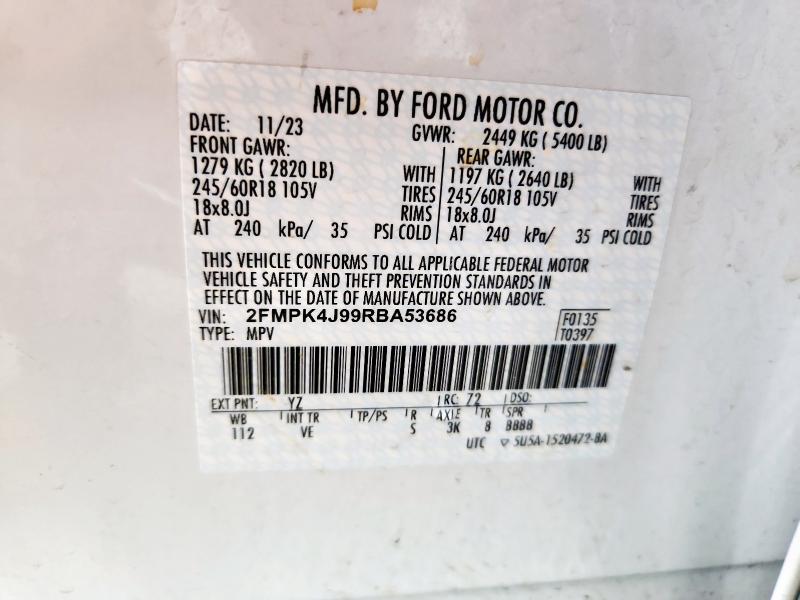 MFD. BY FORD MOTOR CO.
DATE: 11/23 GVWR: 2449 KG ( 5400 LB)
FRONT GAWR: REAR GAWR:
1279 KG ( 2820 LB) WITH 1197 KG ( 2640 LB) WITH
245/60R18 105V TIRES 245/60R18 105V TIRES
18x8.0J RIMS 18x8.0J RIMS
AT 240 kPa/ 35 PSI COLD AT 240 kPa/ 35 PSI COLD
THIS VEHICLE CONFORMS TO ALL APPLICABLE FEDERAL MOTOR
VEHICLE SAFETY AND THEFT PREVENTION STANDARDS IN
EFFECT ON THE DATE OF MANUFACTURE SHOWN ABOVE.
VIN: 2FMPK4J99RBA53686 F0135
TYPE: MPV T0397
EXT PNT: YZ RC: 72 DSO:
WB INT TR TP/PS R AXLE TR SPR
112 VE S 3K 8 BBBB
UTC ▽ 5U5A-1520472-BA